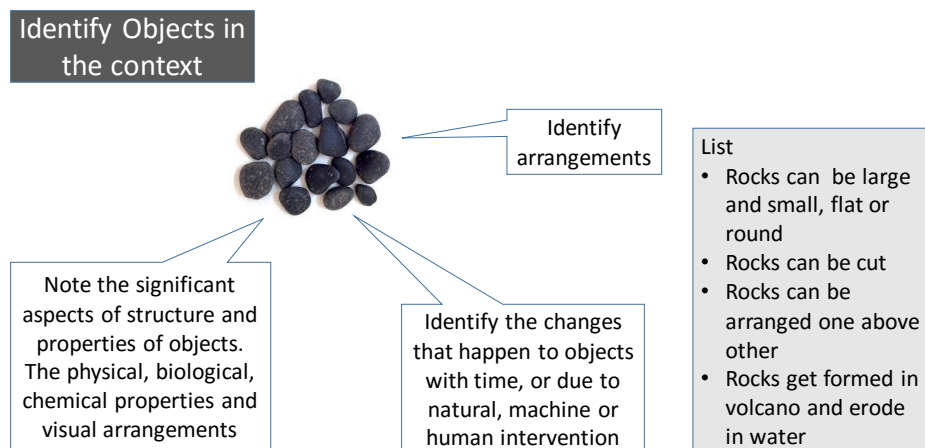 Identify Objects in
the context
Identify
arrangements
Note the significant
aspects of structure and
properties of objects.
The physical, biological,
chemical properties and
visual arrangements
Identify the changes
that happen to objects
with time, or due to
natural, machine or
human intervention
List
• Rocks can be large
and small, flat or
round
• Rocks can be cut
• Rocks can be
arranged one above
other
• Rocks get formed in
volcano and erode
in water